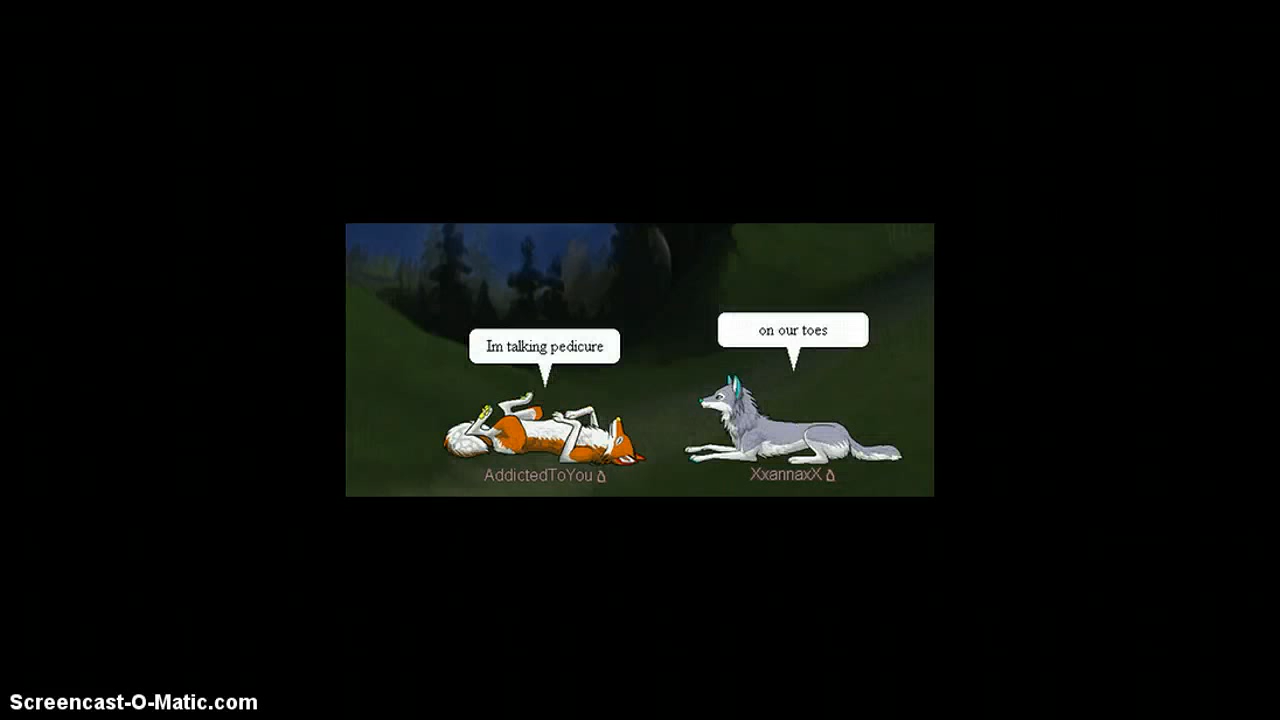 on our toes
Im talking pedicure
AddictedToYou
XxannaxX
Screencast-O-Matic.com